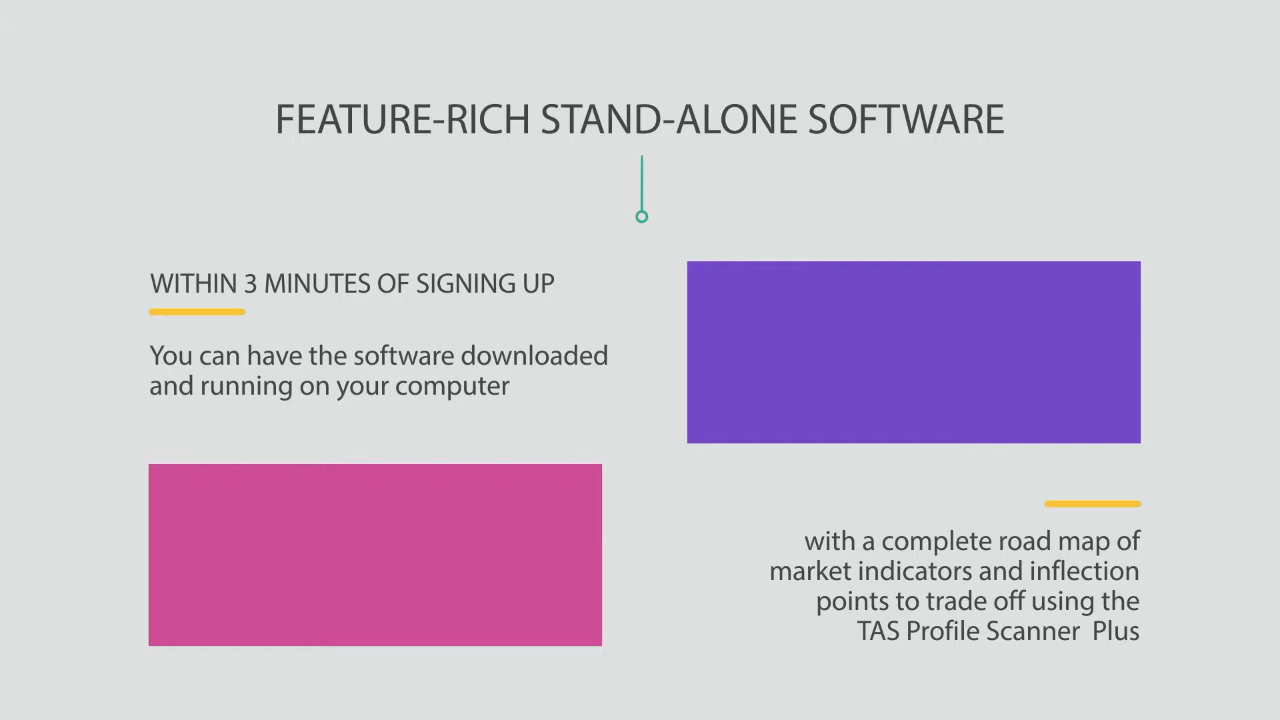 FEATURE-RICH STAND-ALONE SOFTWARE
WITHIN 3 MINUTES OF SIGNING UP
You can have the software downloaded
and running on your computer
with a complete road map of
market indicators and inflection
points to trade off using the
TAS Profile Scanner  Plus